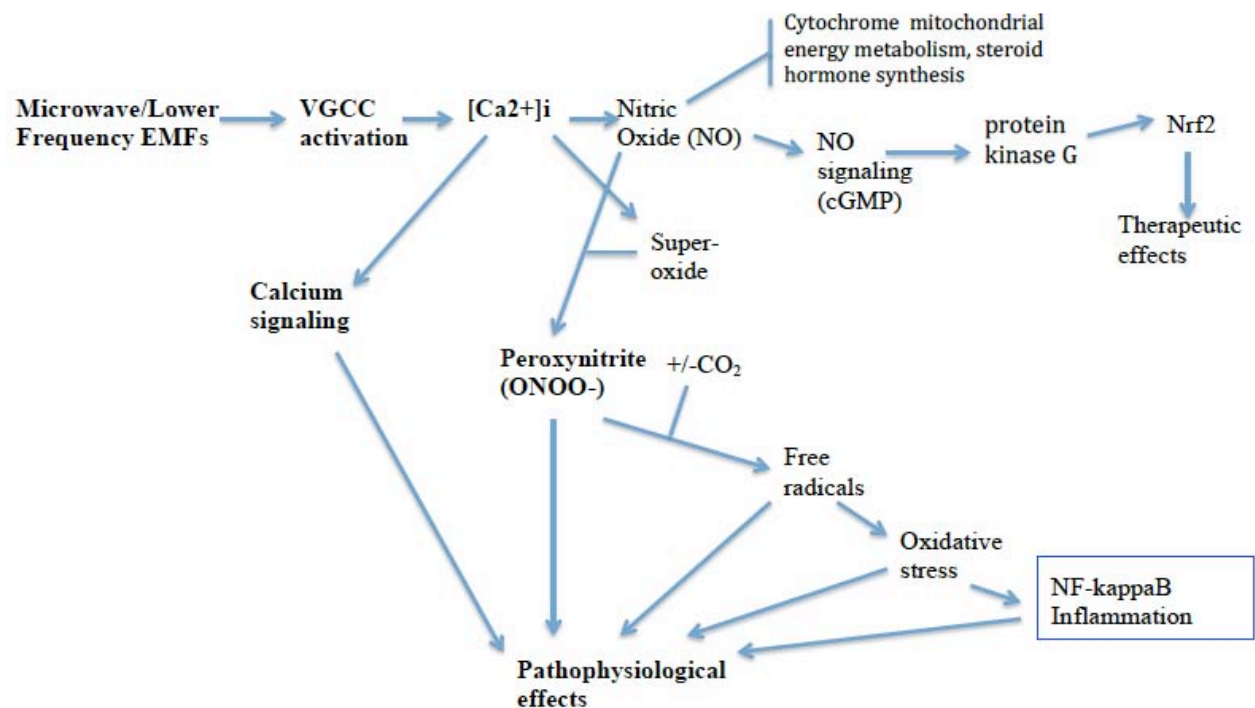 Cytochrome mitochondrial
energy metabolism, steroid
hormone synthesis
Microwave/Lower
Frequency EMFs
VGCC
activation
[Ca2+]i
Nitric
Oxide (NO)
NO
signaling
(cGMP)
protein
kinase G
Nrf2
Therapeutic
effects
Super-
oxide
Calcium
signaling
Peroxynitrite
(ONOO-)
+/-CO₂
Free
radicals
Oxidative
stress
NF-kappaB
Inflammation
Pathophysiological
effects